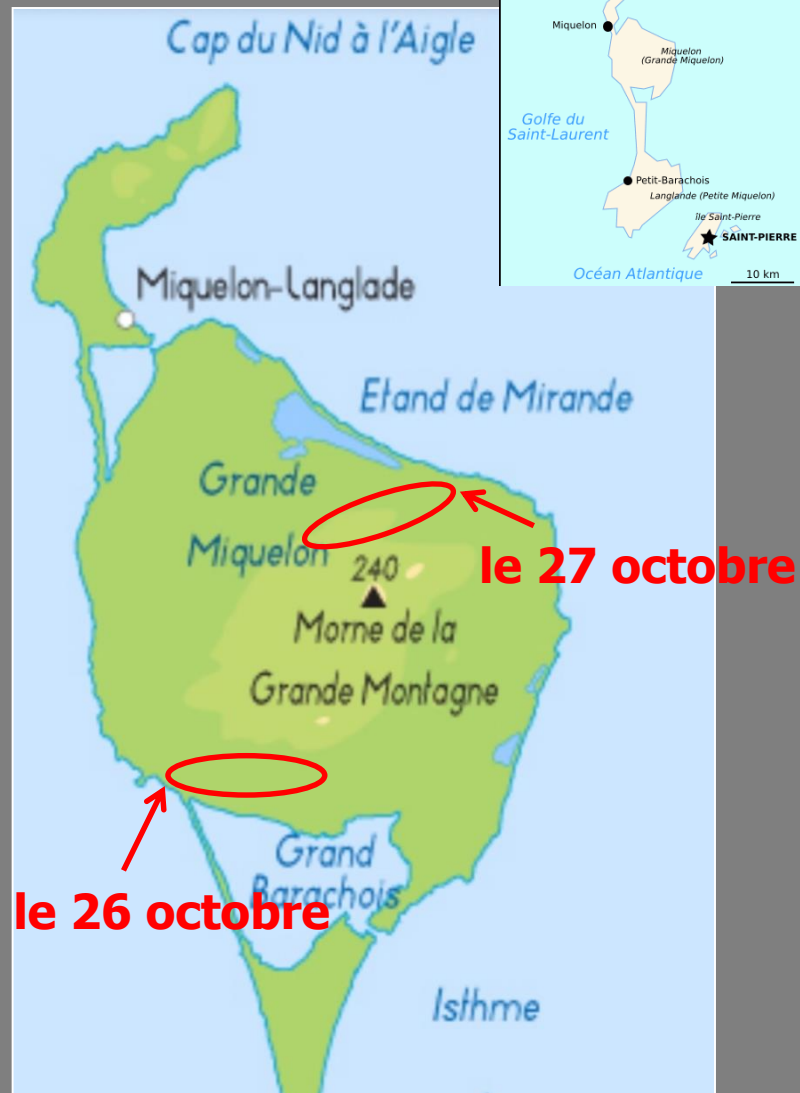 Cap du Nid à l'Aigle
Miquelon
Miquelon
(Grande Miquelon)
Golfe du
Saint-Laurent
Petit-Barachois
Langlande (Petite Miquelon)
île Saint-Pierre
SAINT-PIERRE
Océan Atlantique
10 km
Miquelon-Langlade
Etand de Mirande
Grande
Miquelon
le 27 octobre
240
Morne de la
Grande Montagne
Grand
Barachois
le 26 octobre
Isthme